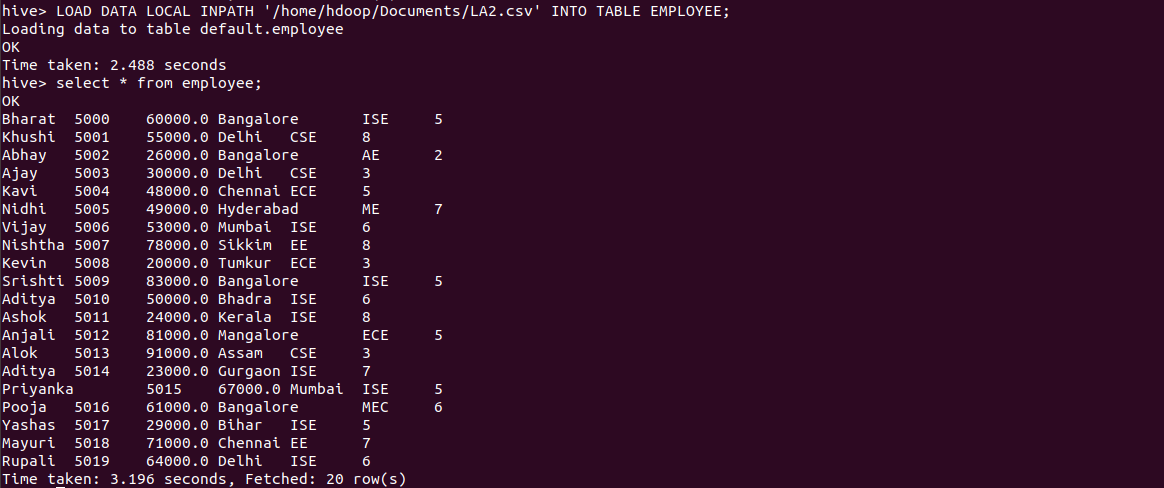 hive> LOAD DATA LOCAL INPATH '/home/hdoop/Documents/LA2.csv' INTO TABLE EMPLOYEE;
Loading data to table default.employee
OK
Time taken: 2.488 seconds
hive> select * from employee;
OK
Bharat	5000	60000.0	Bangalore	ISE	5
Khushi	5001	55000.0	Delhi	CSE	8
Abhay	5002	26000.0	Bangalore	AE	2
Ajay	5003	30000.0	Delhi	CSE	3
Kavi	5004	48000.0	Chennai	ECE	5
Nidhi	5005	49000.0	Hyderabad	ME	7
Vijay	5006	53000.0	Mumbai	ISE	6
Nishtha	5007	78000.0	Sikkim	EE	8
Kevin	5008	20000.0	Tumkur	ECE	3
Srishti	5009	83000.0	Bangalore	ISE	5
Aditya	5010	50000.0	Bhadra	ISE	6
Ashok	5011	24000.0	Kerala	ISE	8
Anjali	5012	81000.0	Mangalore	ECE	5
Alok	5013	91000.0	Assam	CSE	3
Aditya	5014	23000.0	Gurgaon	ISE	7
Priyanka	5015	67000.0	Mumbai	ISE	5
Pooja	5016	61000.0	Bangalore	MEC	6
Yashas	5017	29000.0	Bihar	ISE	5
Mayuri	5018	71000.0	Chennai	EE	7
Rupali	5019	64000.0	Delhi	ISE	6
Time taken: 3.196 seconds, Fetched: 20 row(s)